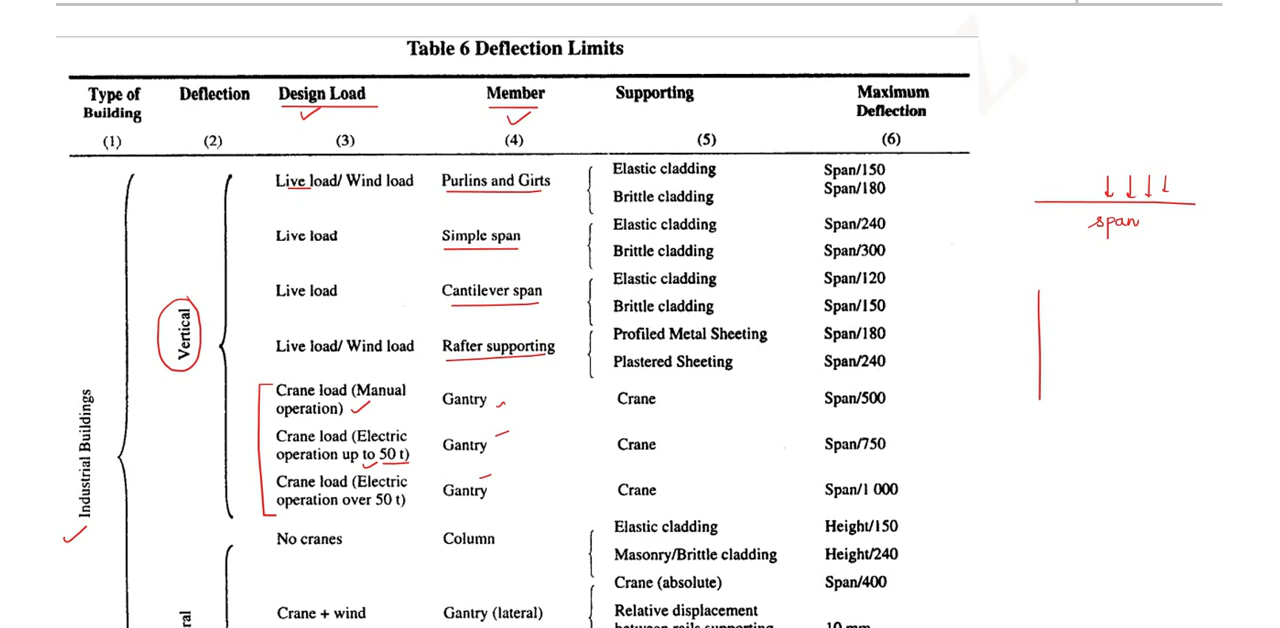 Table 6 Deflection Limits
Type of Building Deflection Design Load Member Supporting Maximum Deflection
(1) (2) (3) (4) (5) (6)
Industrial Buildings
Vertical
Live load/ Wind load Purlins and Girts Elastic cladding Span/150
Brittle cladding Span/180
Live load Simple span Elastic cladding Span/240
Brittle cladding Span/300
Live load Cantilever span Elastic cladding Span/120
Brittle cladding Span/150
Live load/ Wind load Rafter supporting Profiled Metal Sheeting Span/180
Plastered Sheeting Span/240
Crane load (Manual operation) Gantry Crane Span/500
Crane load (Electric operation up to 50 t) Gantry Crane Span/750
Crane load (Electric operation over 50 t) Gantry Crane Span/1 000
No cranes Column Elastic cladding Height/150
Masonry/Brittle cladding Height/240
Crane (absolute) Span/400
Crane + wind Gantry (lateral) Relative displacement
between rails supporting 10 mm
span